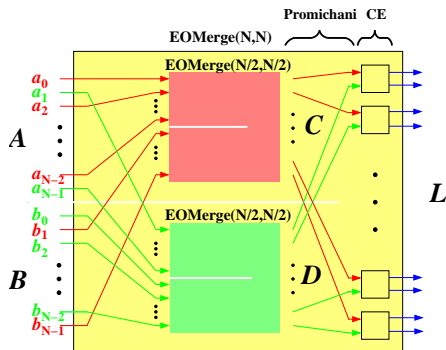 Promichani CE
EOMerge(N,N)
EOMerge(N/2,N/2)
a0
a1
a2
A
C
aN-2
aN-1
L
EOMerge(N/2,N/2)
b0
b1
b2
B
D
bN-2
bN-1